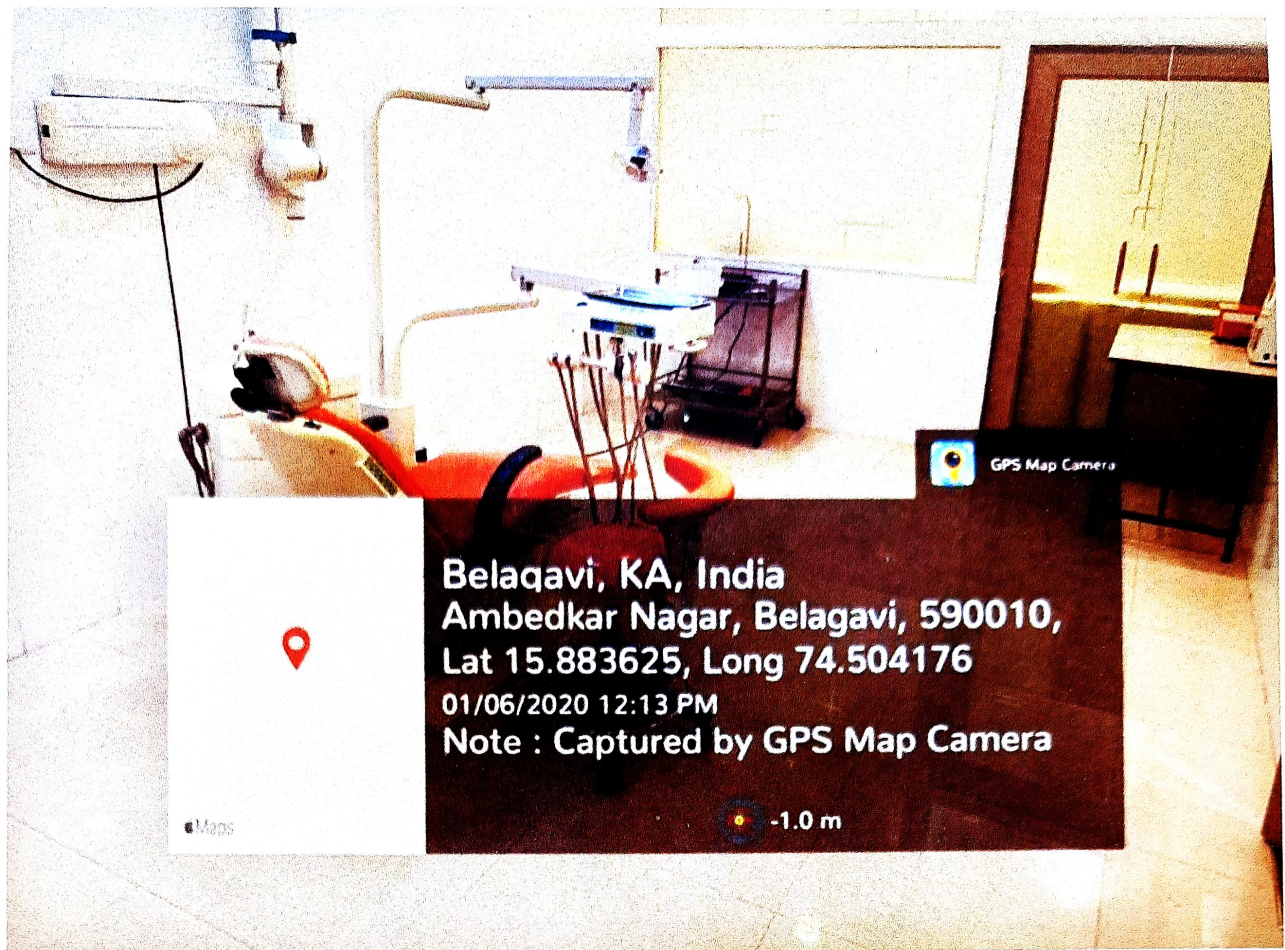 GPS Map Camera
Belagavi, KA, India
Ambedkar Nagar, Belagavi, 590010,
Lat 15.883625, Long 74.504176
01/06/2020 12:13 PM
Note : Captured by GPS Map Camera
Maps
-1.0 m